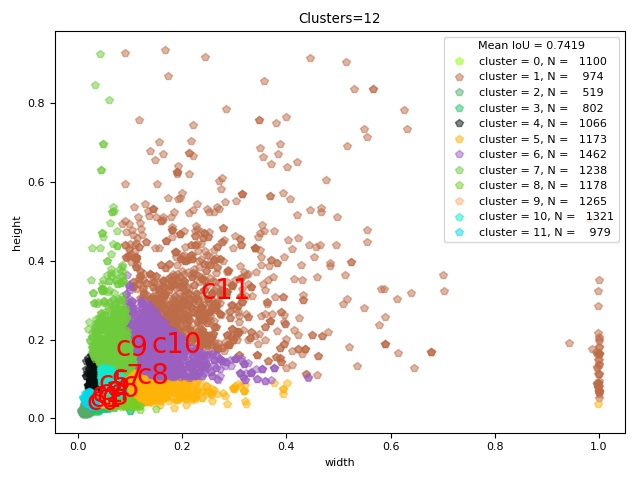 Clusters=12
Mean IoU = 0.7419
cluster = 0, N = 1100
cluster = 1, N = 974
cluster = 2, N = 519
cluster = 3, N = 802
cluster = 4, N = 1066
cluster = 5, N = 1173
cluster = 6, N = 1462
cluster = 7, N = 1238
cluster = 8, N = 1178
cluster = 9, N = 1265
cluster = 10, N = 1321
cluster = 11, N = 979
height
0.8
0.6
0.4
0.2
0.0
c11
c9 c10
c8
0.0 0.2 0.4 0.6 0.8 1.0
width